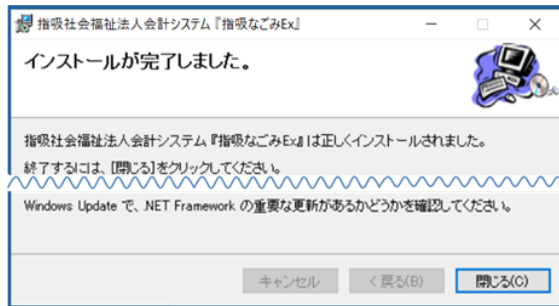 指吸社会福祉法人会計システム『指吸なごみEx』
インストールが完了しました。
指吸社会福祉法人会計システム『指吸なごみEx』は正しくインストールされました。
終了するには、[閉じる]をクリックしてください。
Windows Update で、.NET Framework の重要な更新があるかどうかを確認してください。
キャンセル
< 戻る(B)
閉じる(C)